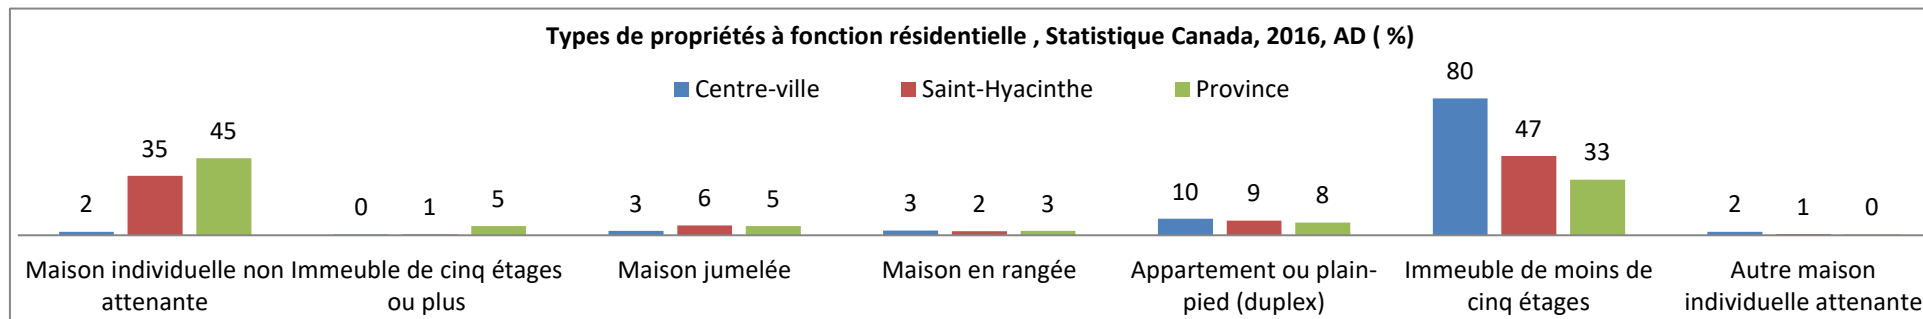 Types de propriétés à fonction résidentielle , Statistique Canada, 2016, AD ( %)
Centre-ville Saint-Hyacinthe Province
2 35 45
0 1 5
3 6 5
3 2 3
10 9 8
80 47 33
2 1 0
Maison individuelle non
attenante
Immeuble de cinq étages
ou plus
Maison jumelée
Maison en rangée
Appartement ou plain-
pied (duplex)
Immeuble de moins de
cinq étages
Autre maison
individuelle attenante